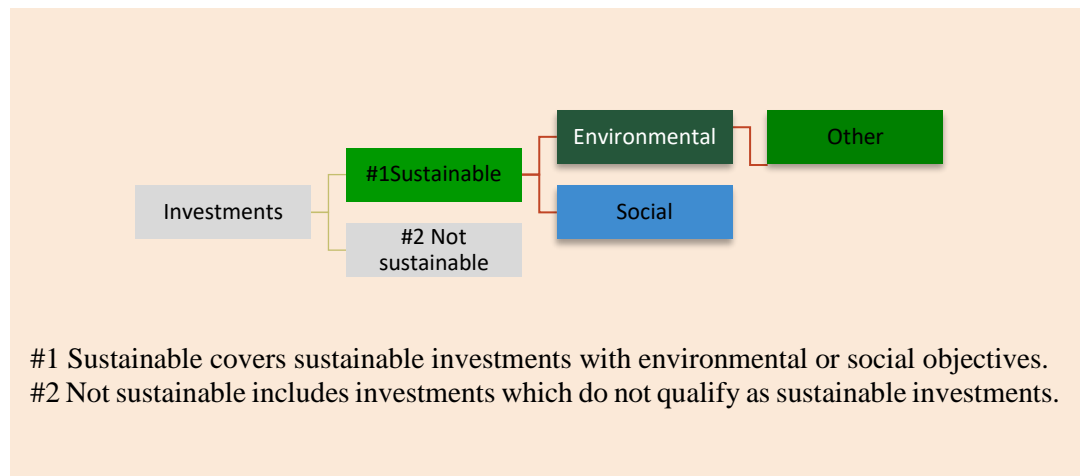 Environmental
Other
#1Sustainable
Investments
Social
#2 Not
sustainable
#1 Sustainable covers sustainable investments with environmental or social objectives.
#2 Not sustainable includes investments which do not qualify as sustainable investments.